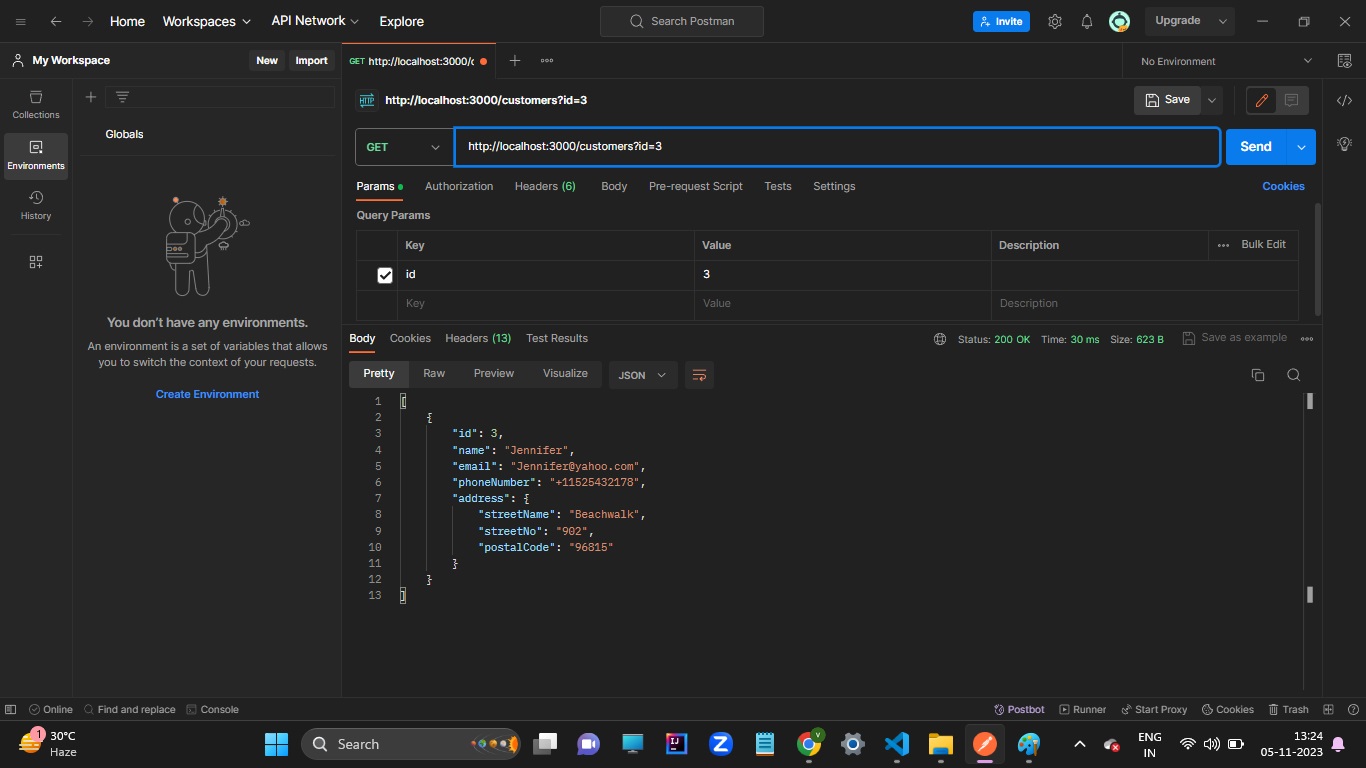 Home Workspaces API Network Explore Search Postman Invite Upgrade
My Workspace New Import GET http://localhost:3000/c No Environment
Collections
Environments
History
Globals
You don't have any environments.
An environment is a set of variables that allows
you to switch the context of your requests.
Create Environment
HTTP http://localhost:3000/customers?id=3 Save
GET http://localhost:3000/customers?id=3 Send
Params Authorization Headers (6) Body Pre-request Script Tests Settings Cookies
Query Params
Key Value Description Bulk Edit
id 3
Key Value Description
Body Cookies Headers (13) Test Results Status: 200 OK Time: 30 ms Size: 623 B Save as example
Pretty Raw Preview Visualize JSON
1 [
2 {
3 "id": 3,
4 "name": "Jennifer",
5 "email": "Jennifer@yahoo.com",
6 "phoneNumber": "+11525432178",
7 "address": {
8 "streetName": "Beachwalk",
9 "streetNo": "902",
10 "postalCode": "96815"
11 }
12 }
13 ]
Online Find and replace Console Postbot Runner Start Proxy Cookies Trash
1 30°C
Haze
Search
IJ
Z
V
ENG
IN
13:24
05-11-2023